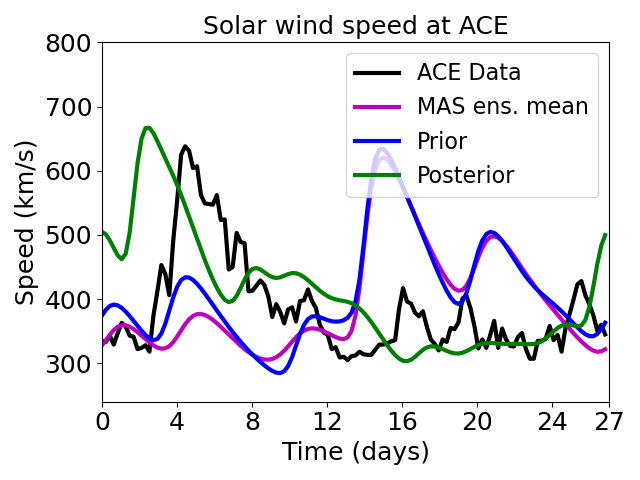 Solar wind speed at ACE
800
700
600
500
400
300
Speed (km/s)
ACE Data
MAS ens. mean
Prior
Posterior
0 4 8 12 16 20 24 27
Time (days)